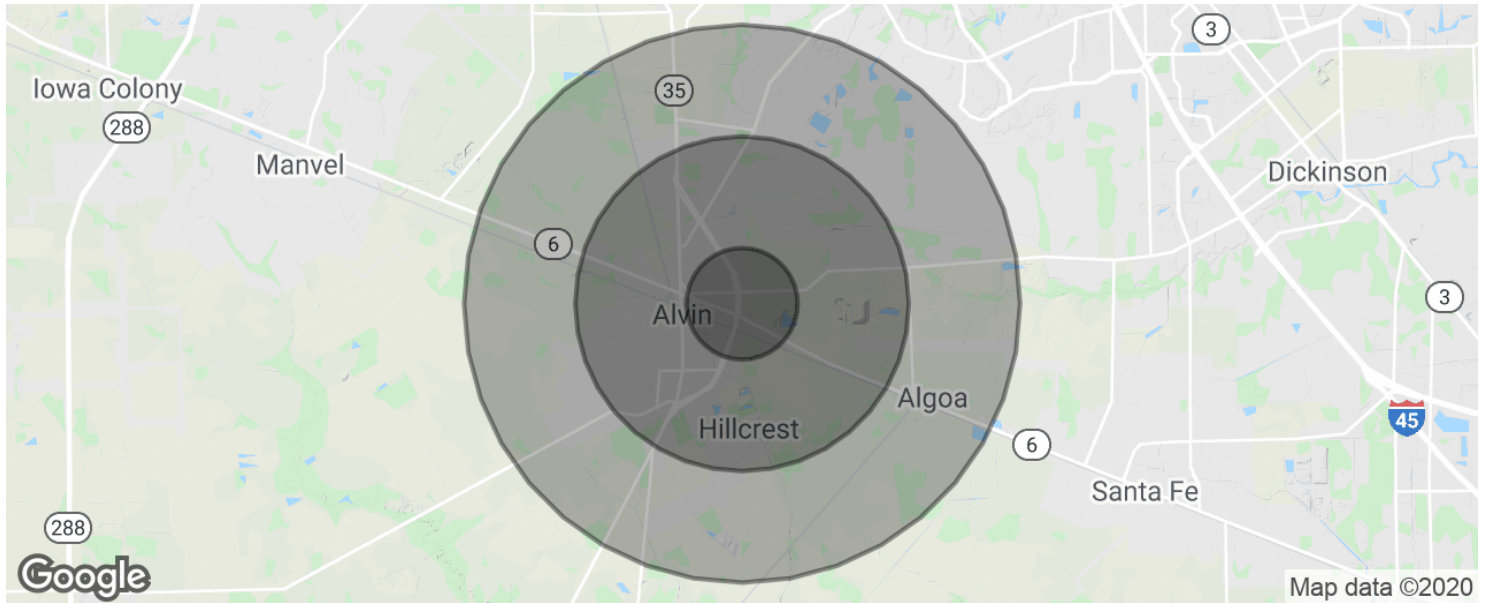 3
Iowa Colony
35
288
Manvel
Dickinson
6
3
Alvin
Algoa
45
Hillcrest
6
Santa Fe
288
Google
Map data ©2020